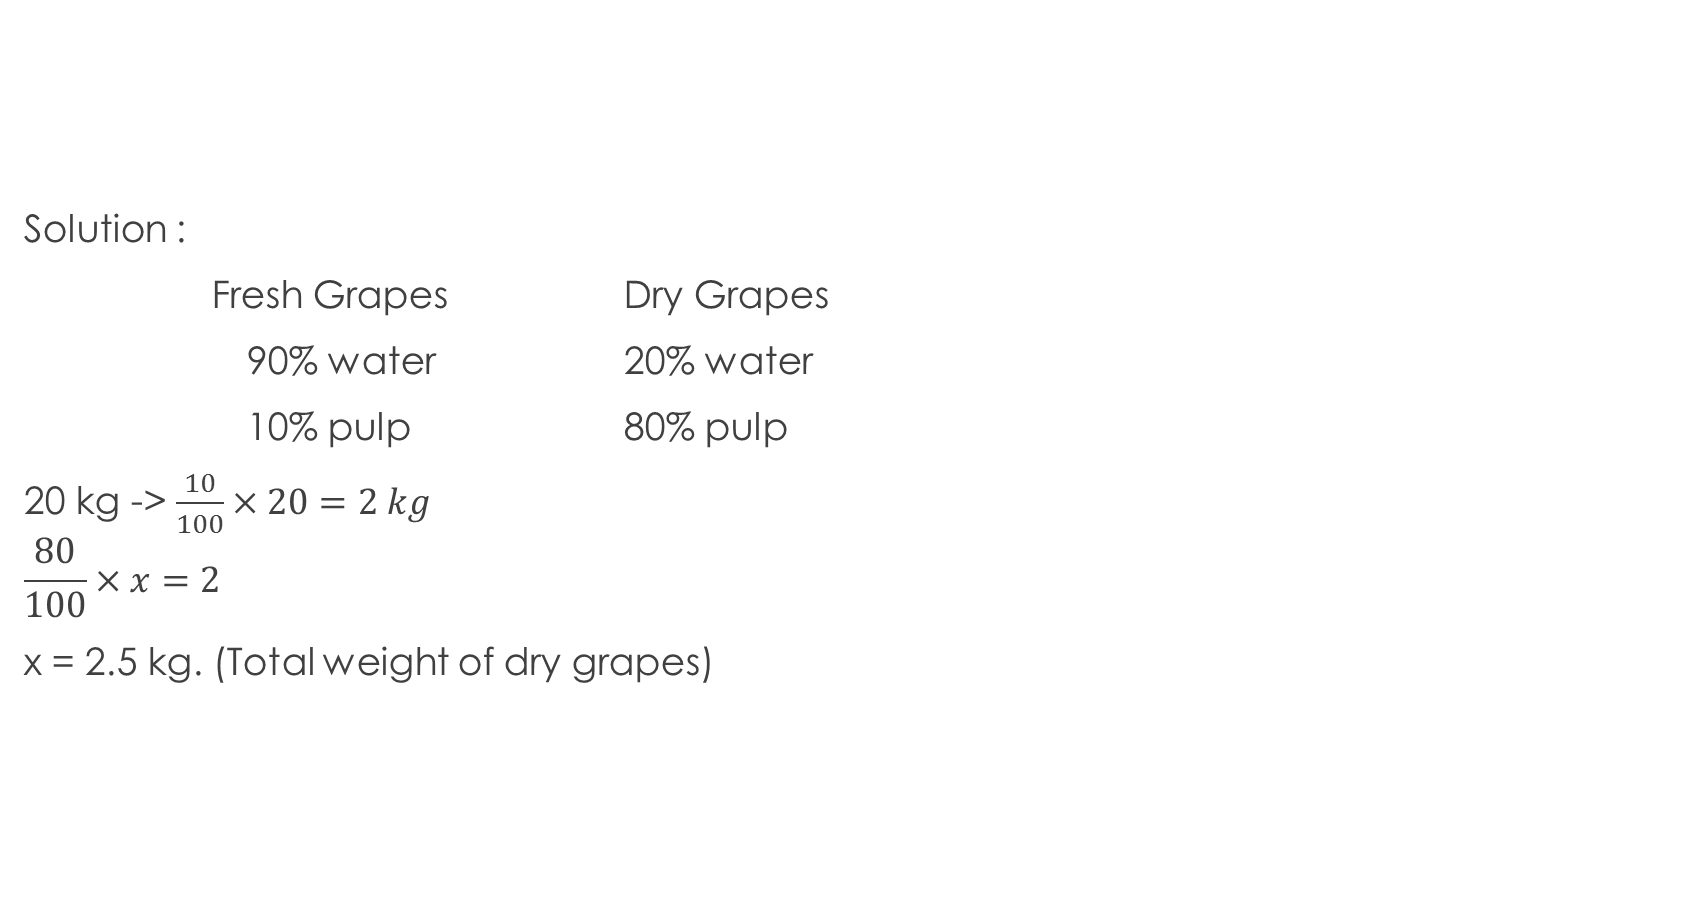 Solution :
Fresh Grapes Dry Grapes
90% water 20% water
10% pulp 80% pulp
20 kg -> 10/100 × 20 = 2 kg
80/100 × x = 2
x = 2.5 kg. (Total weight of dry grapes)